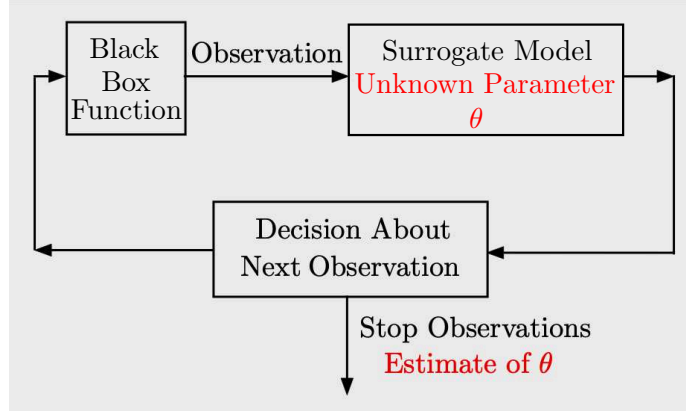 Black
Box
Function
Observation
Surrogate Model
Unknown Parameter
θ
Decision About
Next Observation
Stop Observations
Estimate of θ